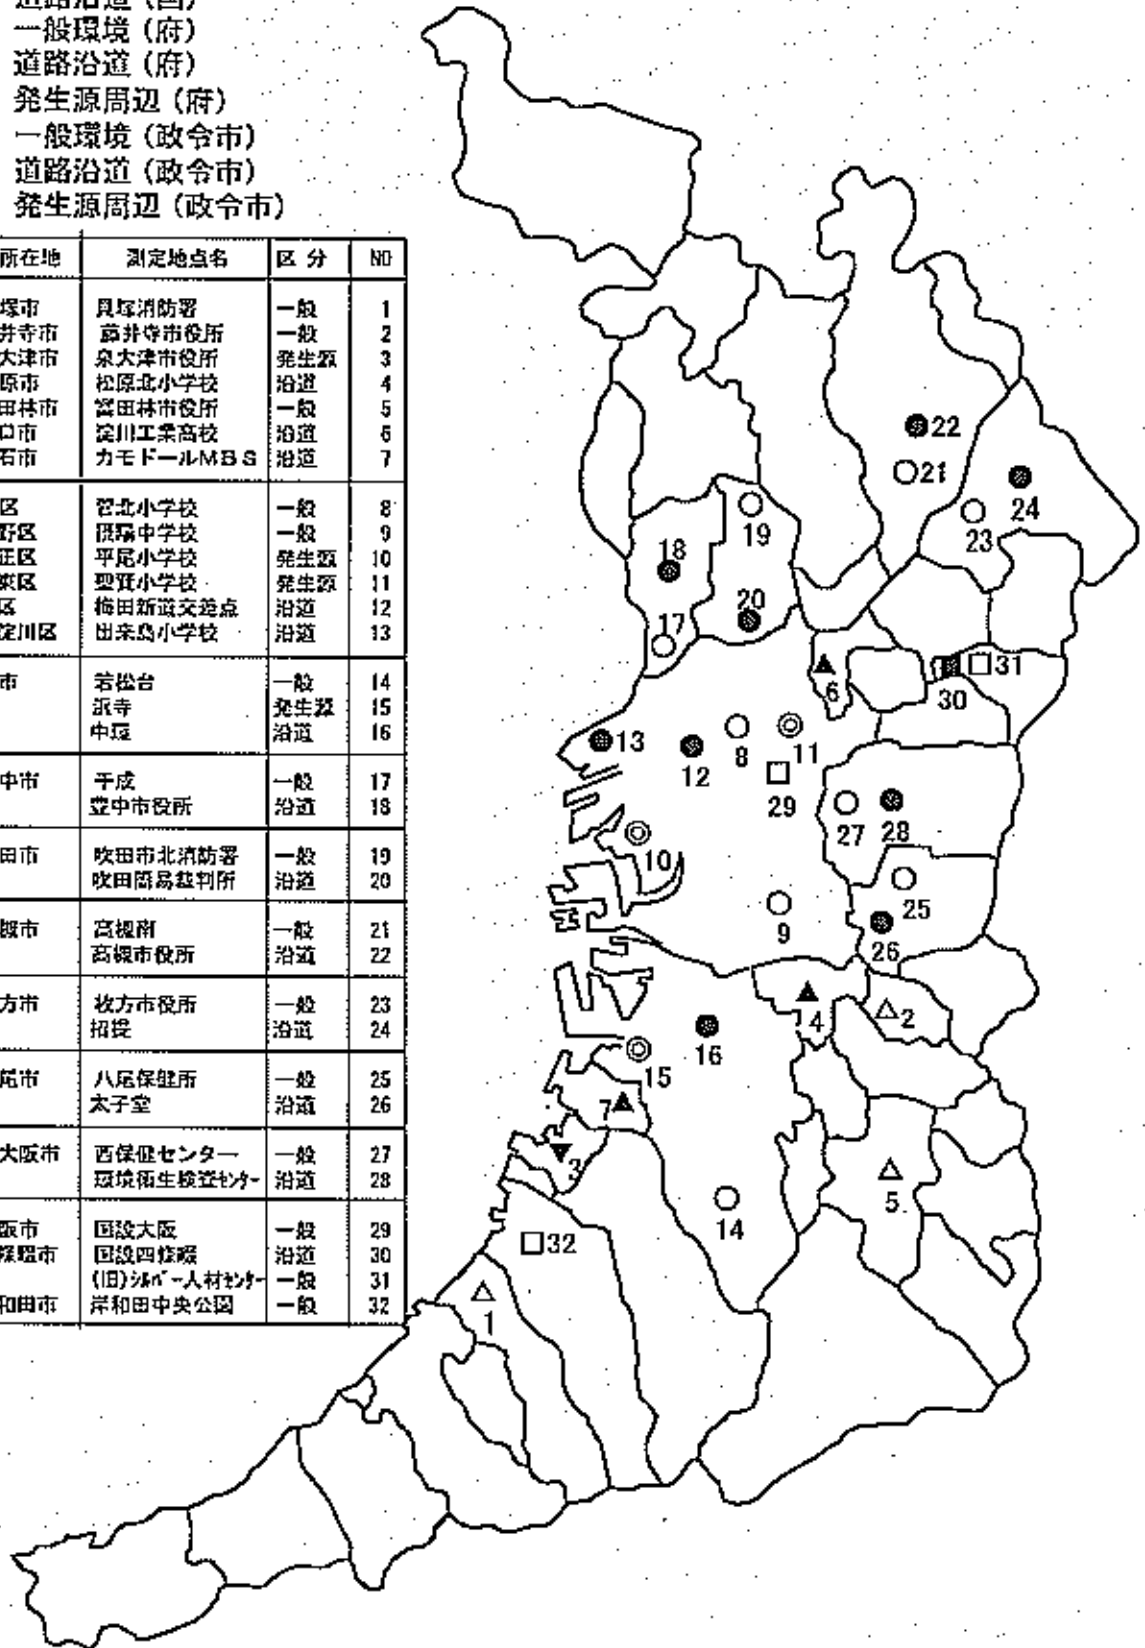 道路沿道(国)
一般環境(府)
道路沿道(府)
発生源周辺(府)
一般環境(政令市)
道路沿道(政令市)
発生源周辺(政令市)
所在地 測定地点名 区分 NO
塚市 貝塚消防署 一般 1
井寺市 藤井寺市役所 一般 2
大津市 泉大津市役所 発生源 3
原市 松原北小学校 沿道 4
田林市 富田林市役所 一般 5
口市 淀川工業高校 沿道 6
石市 カモドールMBS 沿道 7
区 菅北小学校 一般 8
野区 摂陽中学校 一般 9
正区 平尾小学校 発生源 10
東区 聖賢小学校 発生源 11
区 梅田新道交差点 沿道 12
淀川区 出来島小学校 沿道 13
市 若松台 一般 14
浜寺 発生源 15
中環 沿道 16
中市 千成 一般 17
豊中市役所 沿道 18
田市 吹田市北消防署 一般 19
吹田簡易裁判所 沿道 20
槻市 高槻南 一般 21
高槻市役所 沿道 22
方市 枚方市役所 一般 23
招提 沿道 24
尾市 八尾保健所 一般 25
太子堂 沿道 26
大阪市 西保健センター 一般 27
環境衛生検査センター 沿道 28
阪市 国設大阪 一般 29
條畷市 国設四條畷 沿道 30
(旧)シルバー人材センター 一般 31
和田市 岸和田中央公園 一般 32
22
21
24
23
19
18
20
17
6
31
30
13
12
8
11
29
27
28
10
25
9
26
4
2
16
15
7
3
5
14
32
1